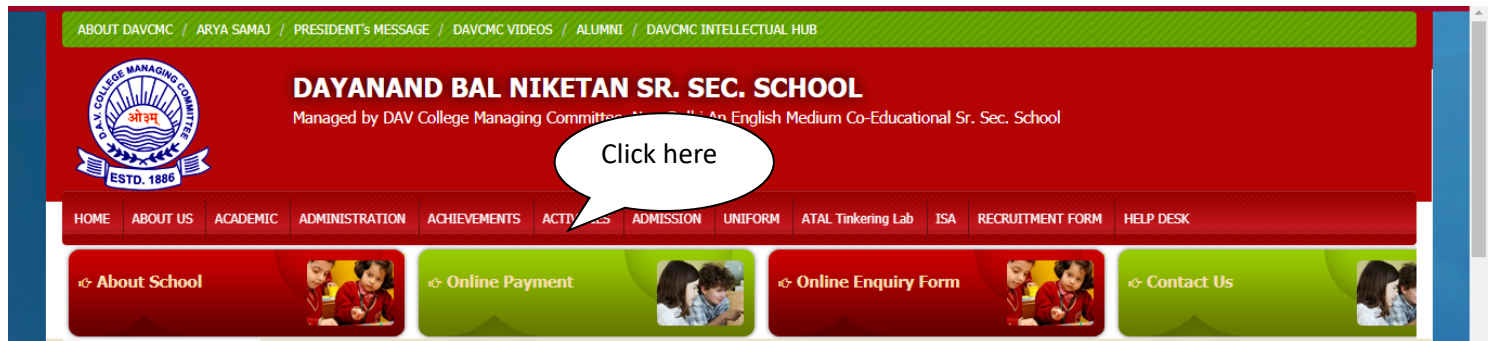 ABOUT DAVCMC / ARYA SAMAJ / PRESIDENT's MESSAGE / DAVCMC VIDEOS / ALUMNI / DAVCMC INTELLECTUAL HUB
D.A.V. COLLEGE MANAGING COMMITTEE
ओ३म्
ESTD. 1886
DAYANAND BAL NIKETAN SR. SEC. SCHOOL
Managed by DAV College Managing Committee, New Delhi An English Medium Co-Educational Sr. Sec. School
Click here
HOME ABOUT US ACADEMIC ADMINISTRATION ACHIEVEMENTS ACTIVITIES ADMISSION UNIFORM ATAL Tinkering Lab ISA RECRUITMENT FORM HELP DESK
About School Online Payment Online Enquiry Form Contact Us